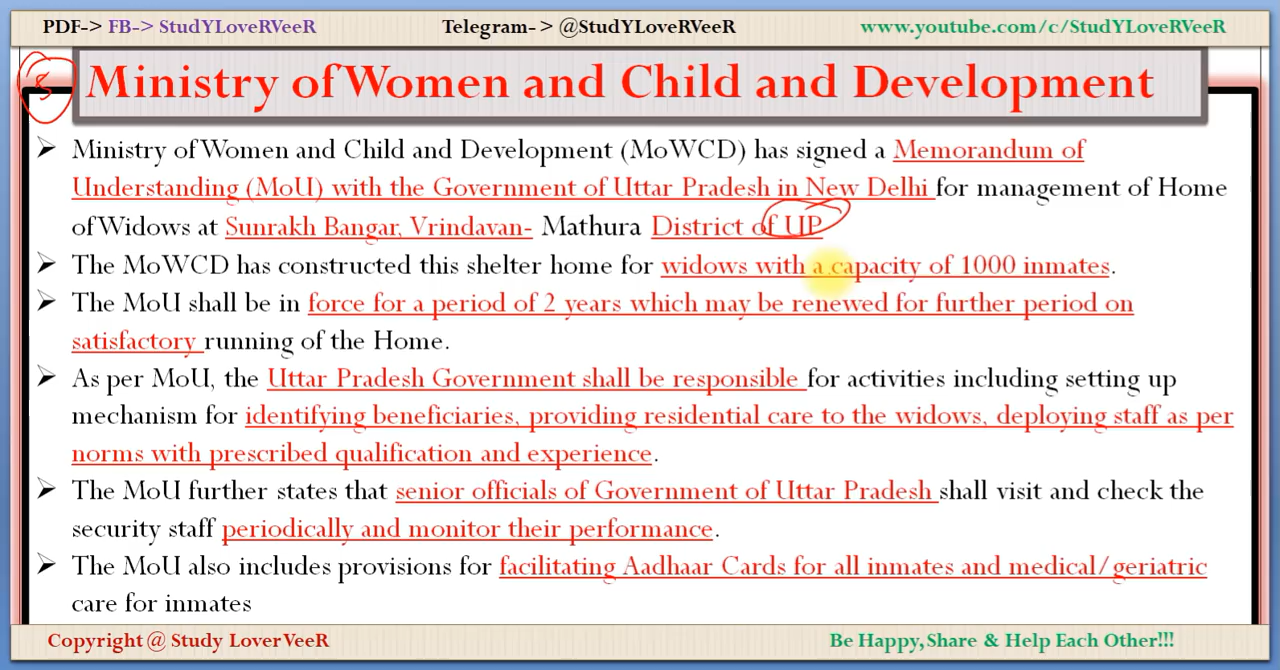 PDF-> FB-> StudYLoveRVeeR Telegram- > @StudYLoveRVeeR www.youtube.com/c/StudYLoveRVeeR
5 Ministry of Women and Child and Development
➢ Ministry of Women and Child and Development (MoWCD) has signed a Memorandum of
Understanding (MoU) with the Government of Uttar Pradesh in New Delhi for management of Home
of Widows at Sunrakh Bangar, Vrindavan- Mathura District of UP
➢ The MoWCD has constructed this shelter home for widows with a capacity of 1000 inmates.
➢ The MoU shall be in force for a period of 2 years which may be renewed for further period on
satisfactory running of the Home.
➢ As per MoU, the Uttar Pradesh Government shall be responsible for activities including setting up
mechanism for identifying beneficiaries, providing residential care to the widows, deploying staff as per
norms with prescribed qualification and experience.
➢ The MoU further states that senior officials of Government of Uttar Pradesh shall visit and check the
security staff periodically and monitor their performance.
➢ The MoU also includes provisions for facilitating Aadhaar Cards for all inmates and medical/geriatric
care for inmates
Copyright @ Study LoverVeeR Be Happy,Share & Help Each Other!!!